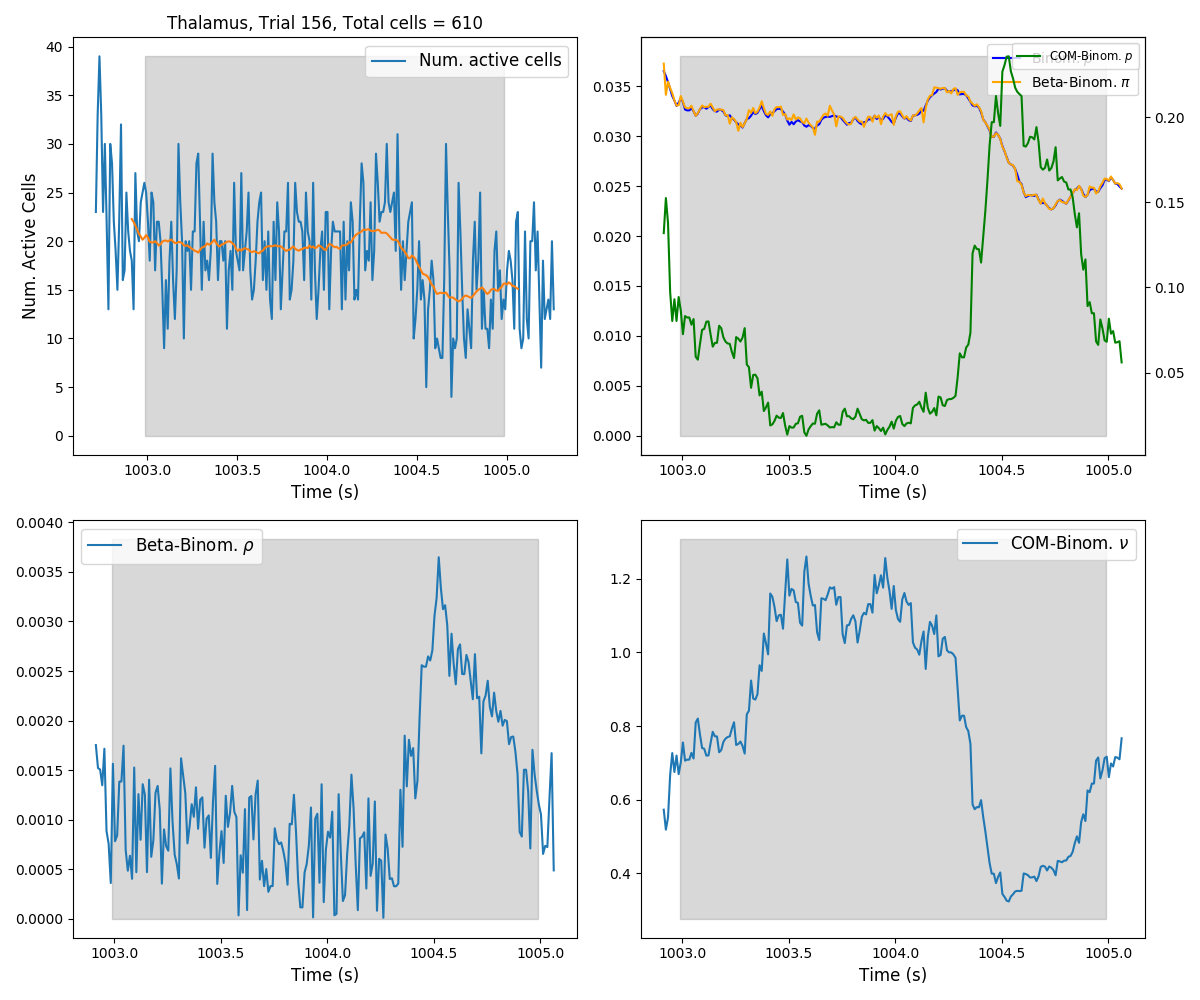 Thalamus, Trial 156, Total cells = 610
Num. active cells
Num. Active Cells
40
35
30
25
20
15
10
5
0
1003.0 1003.5 1004.0 1004.5 1005.0
Time (s)
COM-Binom. p
Beta-Binom. π
0.035
0.030
0.025
0.020
0.015
0.010
0.005
0.000
0.20
0.15
0.10
0.05
1003.0 1003.5 1004.0 1004.5 1005.0
Time (s)
Beta-Binom. ρ
0.0040
0.0035
0.0030
0.0025
0.0020
0.0015
0.0010
0.0005
0.0000
1003.0 1003.5 1004.0 1004.5 1005.0
Time (s)
COM-Binom. ν
1.2
1.0
0.8
0.6
0.4
1003.0 1003.5 1004.0 1004.5 1005.0
Time (s)